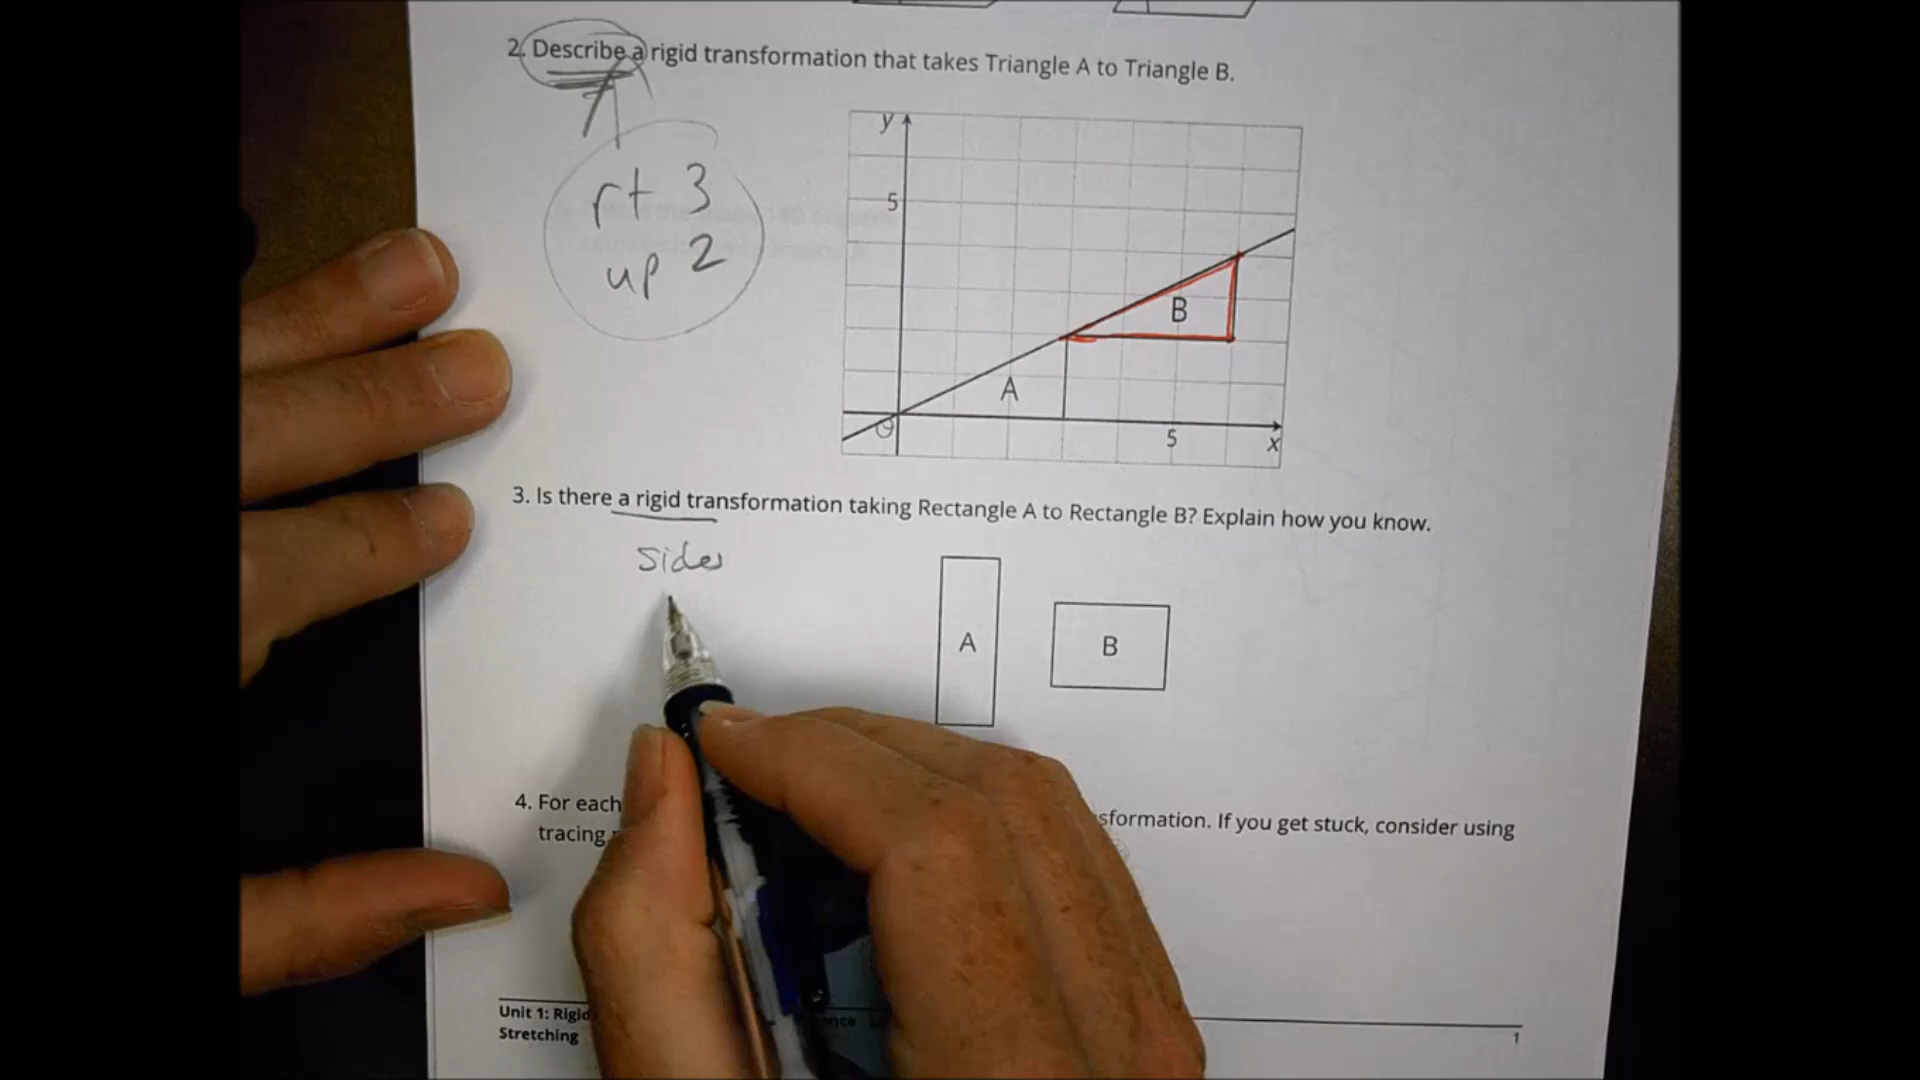 2. Describe a rigid transformation that takes Triangle A to Triangle B.
rt 3
up 2
y
5
B
A
O
5
x
3. Is there a rigid transformation taking Rectangle A to Rectangle B? Explain how you know.
sides
A
B
4. For each sformation. If you get stuck, consider using
tracing
Unit 1: Rigid
Stretching
1